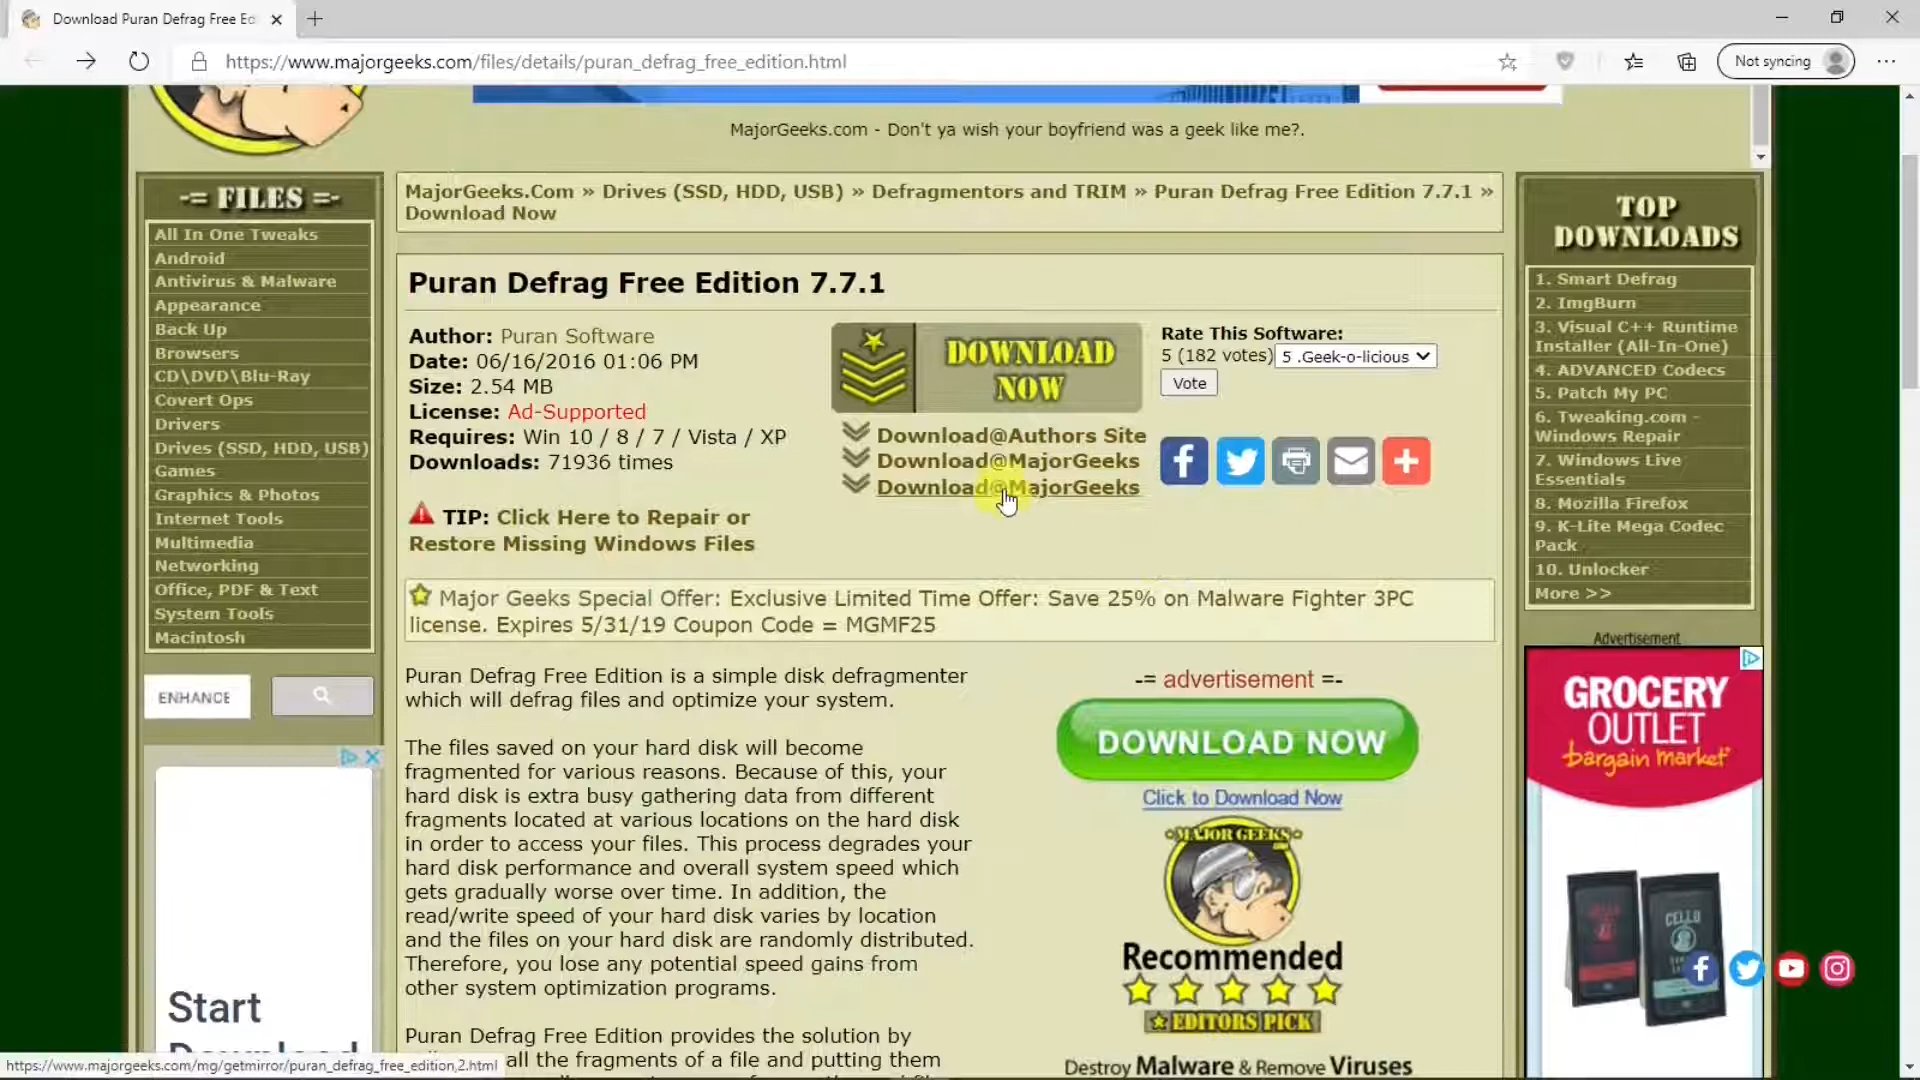 Download Puran Defrag Free Ed
https://www.majorgeeks.com/files/details/puran_defrag_free_edition.html
Not syncing
MajorGeeks.com - Don't ya wish your boyfriend was a geek like me?.
-= FILES =-
All In One Tweaks
Android
Antivirus & Malware
Appearance
Back Up
Browsers
CD\DVD\Blu-Ray
Covert Ops
Drivers
Drives (SSD, HDD, USB)
Games
Graphics & Photos
Internet Tools
Multimedia
Networking
Office, PDF & Text
System Tools
Macintosh
ENHANCE
Start
Download
MajorGeeks.Com » Drives (SSD, HDD, USB) » Defragmentors and TRIM » Puran Defrag Free Edition 7.7.1 »
Download Now
Puran Defrag Free Edition 7.7.1
Author: Puran Software
Date: 06/16/2016 01:06 PM
Size: 2.54 MB
License: Ad-Supported
Requires: Win 10 / 8 / 7 / Vista / XP
Downloads: 71936 times
TIP: Click Here to Repair or
Restore Missing Windows Files
DOWNLOAD
NOW
Download@Authors Site
Download@MajorGeeks
Download@MajorGeeks
Rate This Software:
5 (182 votes) 5 .Geek-o-licious
Vote
Major Geeks Special Offer: Exclusive Limited Time Offer: Save 25% on Malware Fighter 3PC
license. Expires 5/31/19 Coupon Code = MGMF25
Puran Defrag Free Edition is a simple disk defragmenter
which will defrag files and optimize your system.
The files saved on your hard disk will become
fragmented for various reasons. Because of this, your
hard disk is extra busy gathering data from different
fragments located at various locations on the hard disk
in order to access your files. This process degrades your
hard disk performance and overall system speed which
gets gradually worse over time. In addition, the
read/write speed of your hard disk varies by location
and the files on your hard disk are randomly distributed.
Therefore, you lose any potential speed gains from
other system optimization programs.
Puran Defrag Free Edition provides the solution by
all the fragments of a file and putting them
-= advertisement =-
DOWNLOAD NOW
Click to Download Now
MAJOR GEEKS
.COM
Recommended
EDITORS PICK
Destroy Malware & Remove Viruses
TOP
DOWNLOADS
1. Smart Defrag
2. ImgBurn
3. Visual C++ Runtime
Installer (All-In-One)
4. ADVANCED Codecs
5. Patch My PC
6. Tweaking.com -
Windows Repair
7. Windows Live
Essentials
8. Mozilla Firefox
9. K-Lite Mega Codec
Pack
10. Unlocker
More >>
Advertisement
GROCERY
OUTLET
bargain market
CELLO
https://www.majorgeeks.com/mg/getmirror/puran_defrag_free_edition,2.html